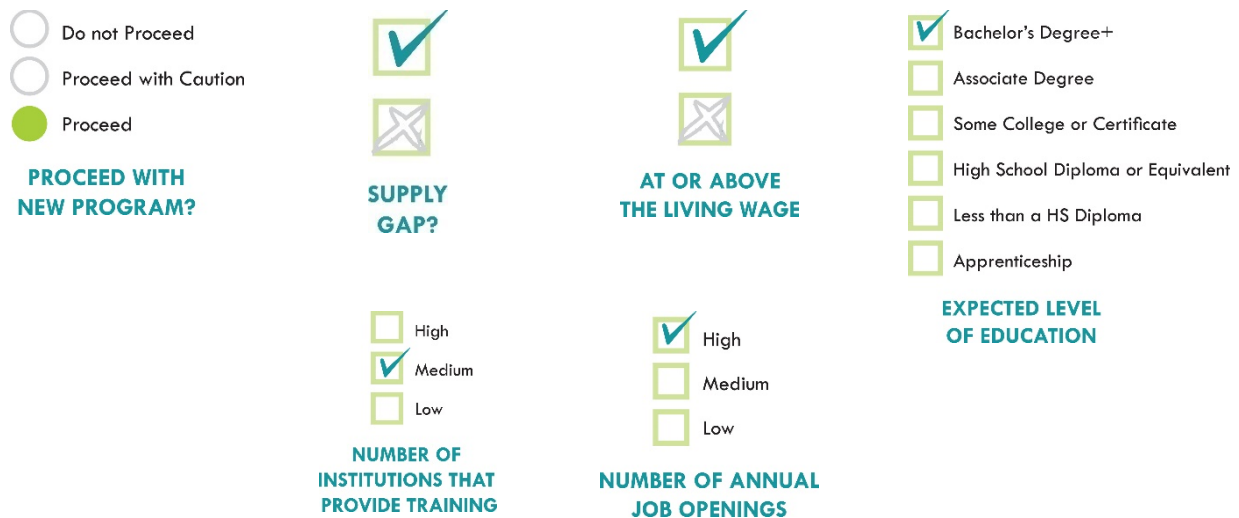 Do not Proceed
Proceed with Caution
Proceed
PROCEED WITH
NEW PROGRAM?
SUPPLY
GAP?
AT OR ABOVE
THE LIVING WAGE
Bachelor's Degree+
Associate Degree
Some College or Certificate
High School Diploma or Equivalent
Less than a HS Diploma
Apprenticeship
EXPECTED LEVEL
OF EDUCATION
High
Medium
Low
NUMBER OF
INSTITUTIONS THAT
PROVIDE TRAINING
High
Medium
Low
NUMBER OF ANNUAL
JOB OPENINGS